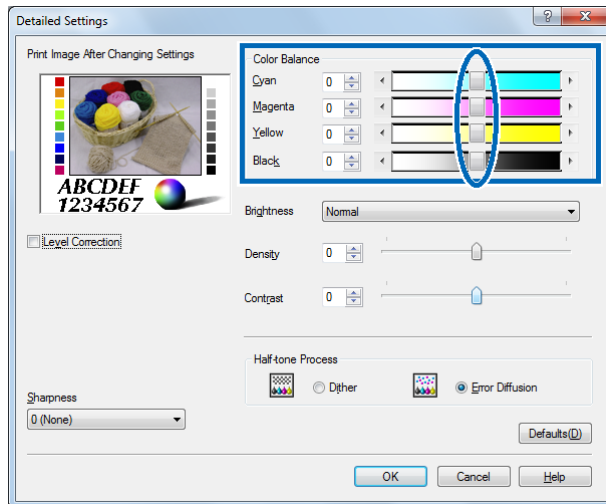 Detailed Settings
Print Image After Changing Settings
ABCDEF
1234567
Level Correction
Sharpness
0 (None)
Color Balance
Cyan 0
Magenta 0
Yellow 0
Black 0
Brightness Normal
Density 0
Contrast 0
Half-tone Process
Dither Error Diffusion
Defaults(D)
OK Cancel Help